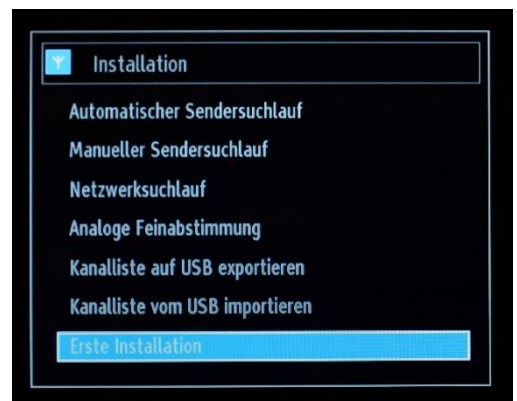 Installation
Automatischer Sendersuchlauf
Manueller Sendersuchlauf
Netzwerksuchlauf
Analoge Feinabstimmung
Kanalliste auf USB exportieren
Kanalliste vom USB importieren
Erste Installation